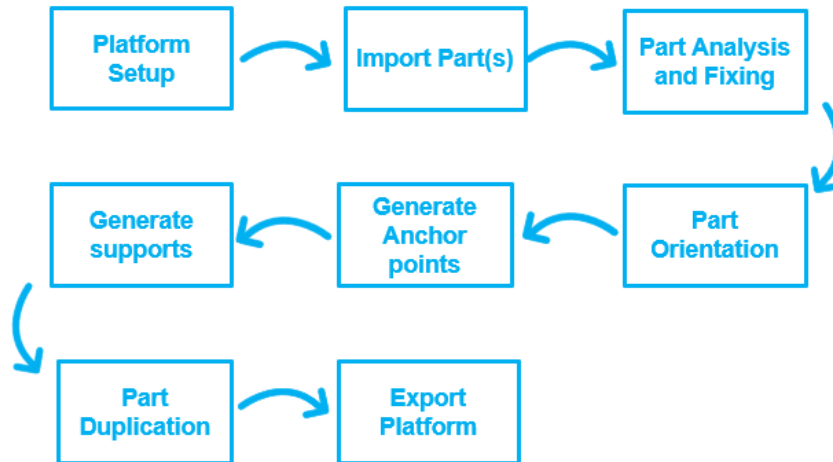 Platform
Setup
Import Part(s)
Part Analysis
and Fixing
Part
Orientation
Generate
Anchor
points
Generate
supports
Part
Duplication
Export
Platform